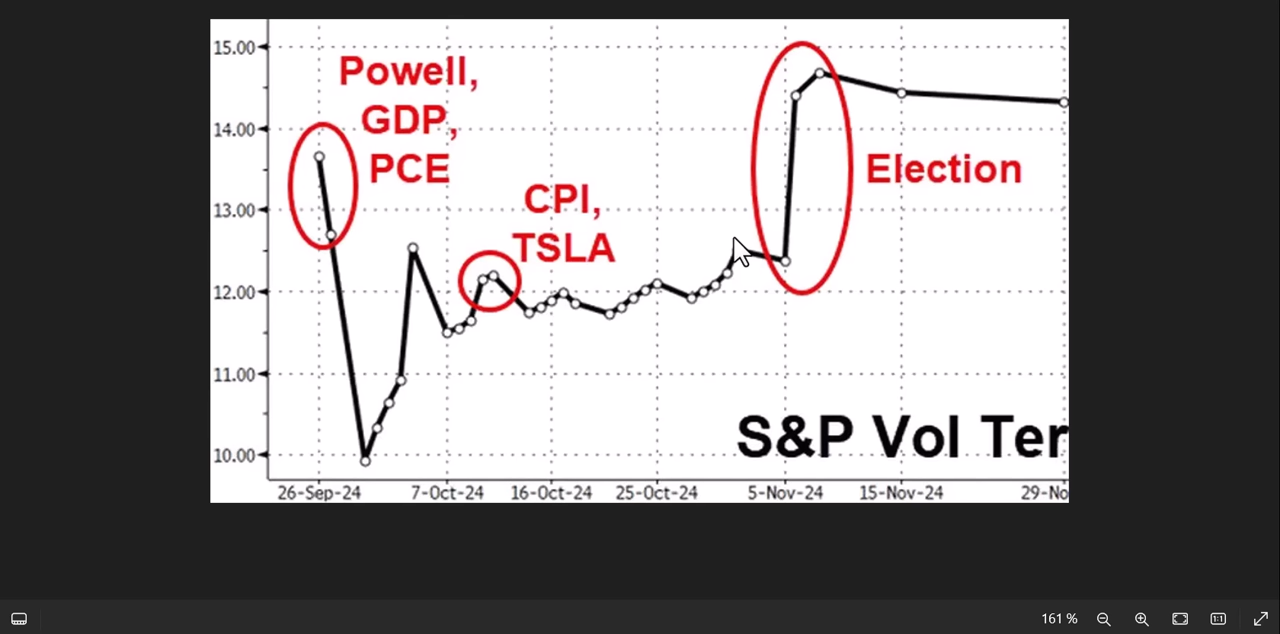 15.00
14.00
13.00
12.00
11.00
10.00
Powell,
GDP,
PCE
CPI,
TSLA
Election
S&P Vol Ter
26-Sep-24 7-Oct-24 16-Oct-24 25-Oct-24 5-Nov-24 15-Nov-24 29-No
161 %
1:1